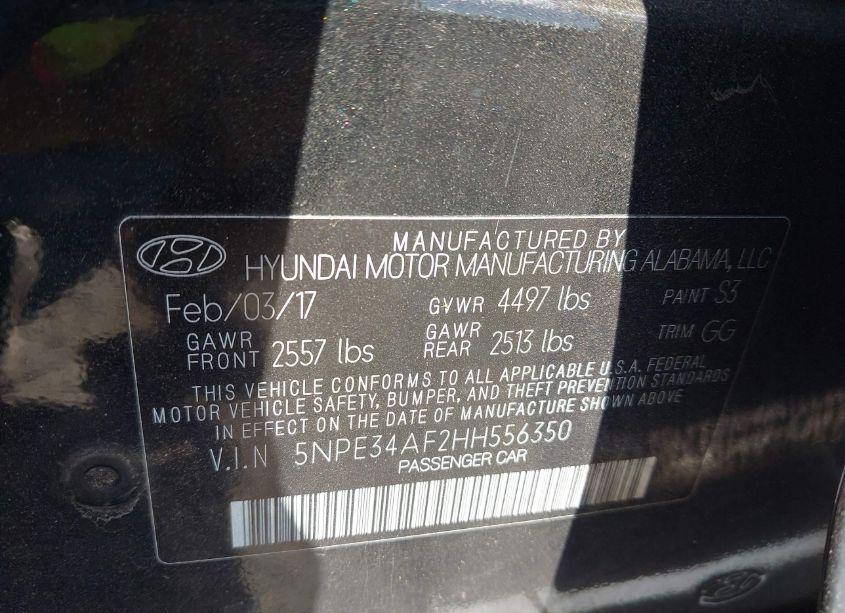 MANUFACTURED BY
HYUNDAI MOTOR MANUFACTURING ALABAMA, LLC
Feb/03/17 GVWR 4497 lbs PAINT S3
GAWR FRONT 2557 lbs GAWR REAR 2513 lbs TRIM GG
THIS VEHICLE CONFORMS TO ALL APPLICABLE U.S.A. FEDERAL
MOTOR VEHICLE SAFETY, BUMPER, AND THEFT PREVENTION STANDARDS
IN EFFECT ON THE DATE OF MANUFACTURE SHOWN ABOVE
V.I.N 5NPE34AF2HH556350
PASSENGER CAR